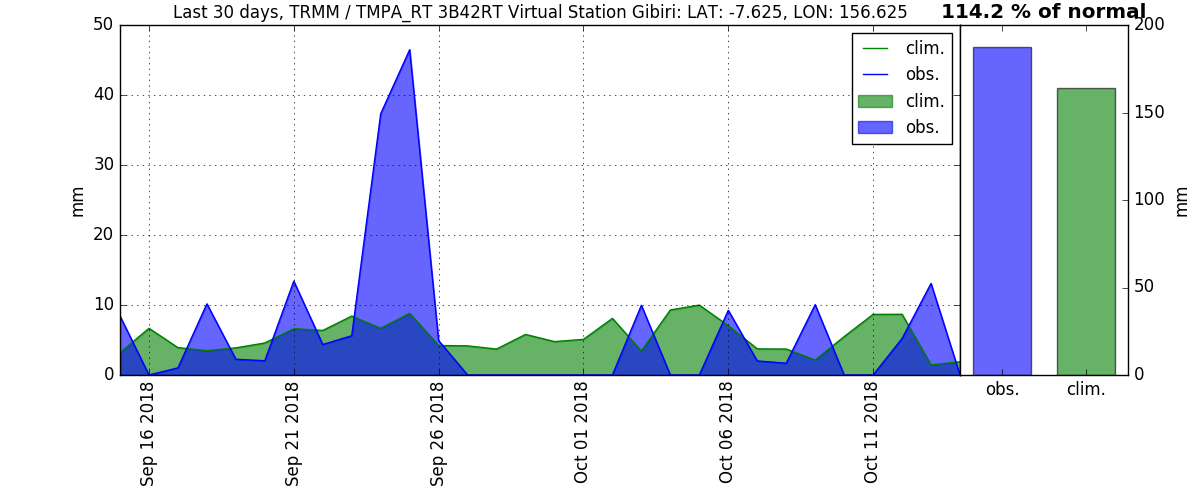 Last 30 days, TRMM / TMPA_RT 3B42RT Virtual Station Gibiri: LAT: -7.625, LON: 156.625
114.2 % of normal
50
40
30
20
10
0
mm
clim.
obs.
clim.
obs.
200
150
100
50
0
mm
Sep 16 2018
Sep 21 2018
Sep 26 2018
Oct 01 2018
Oct 06 2018
Oct 11 2018
obs.
clim.